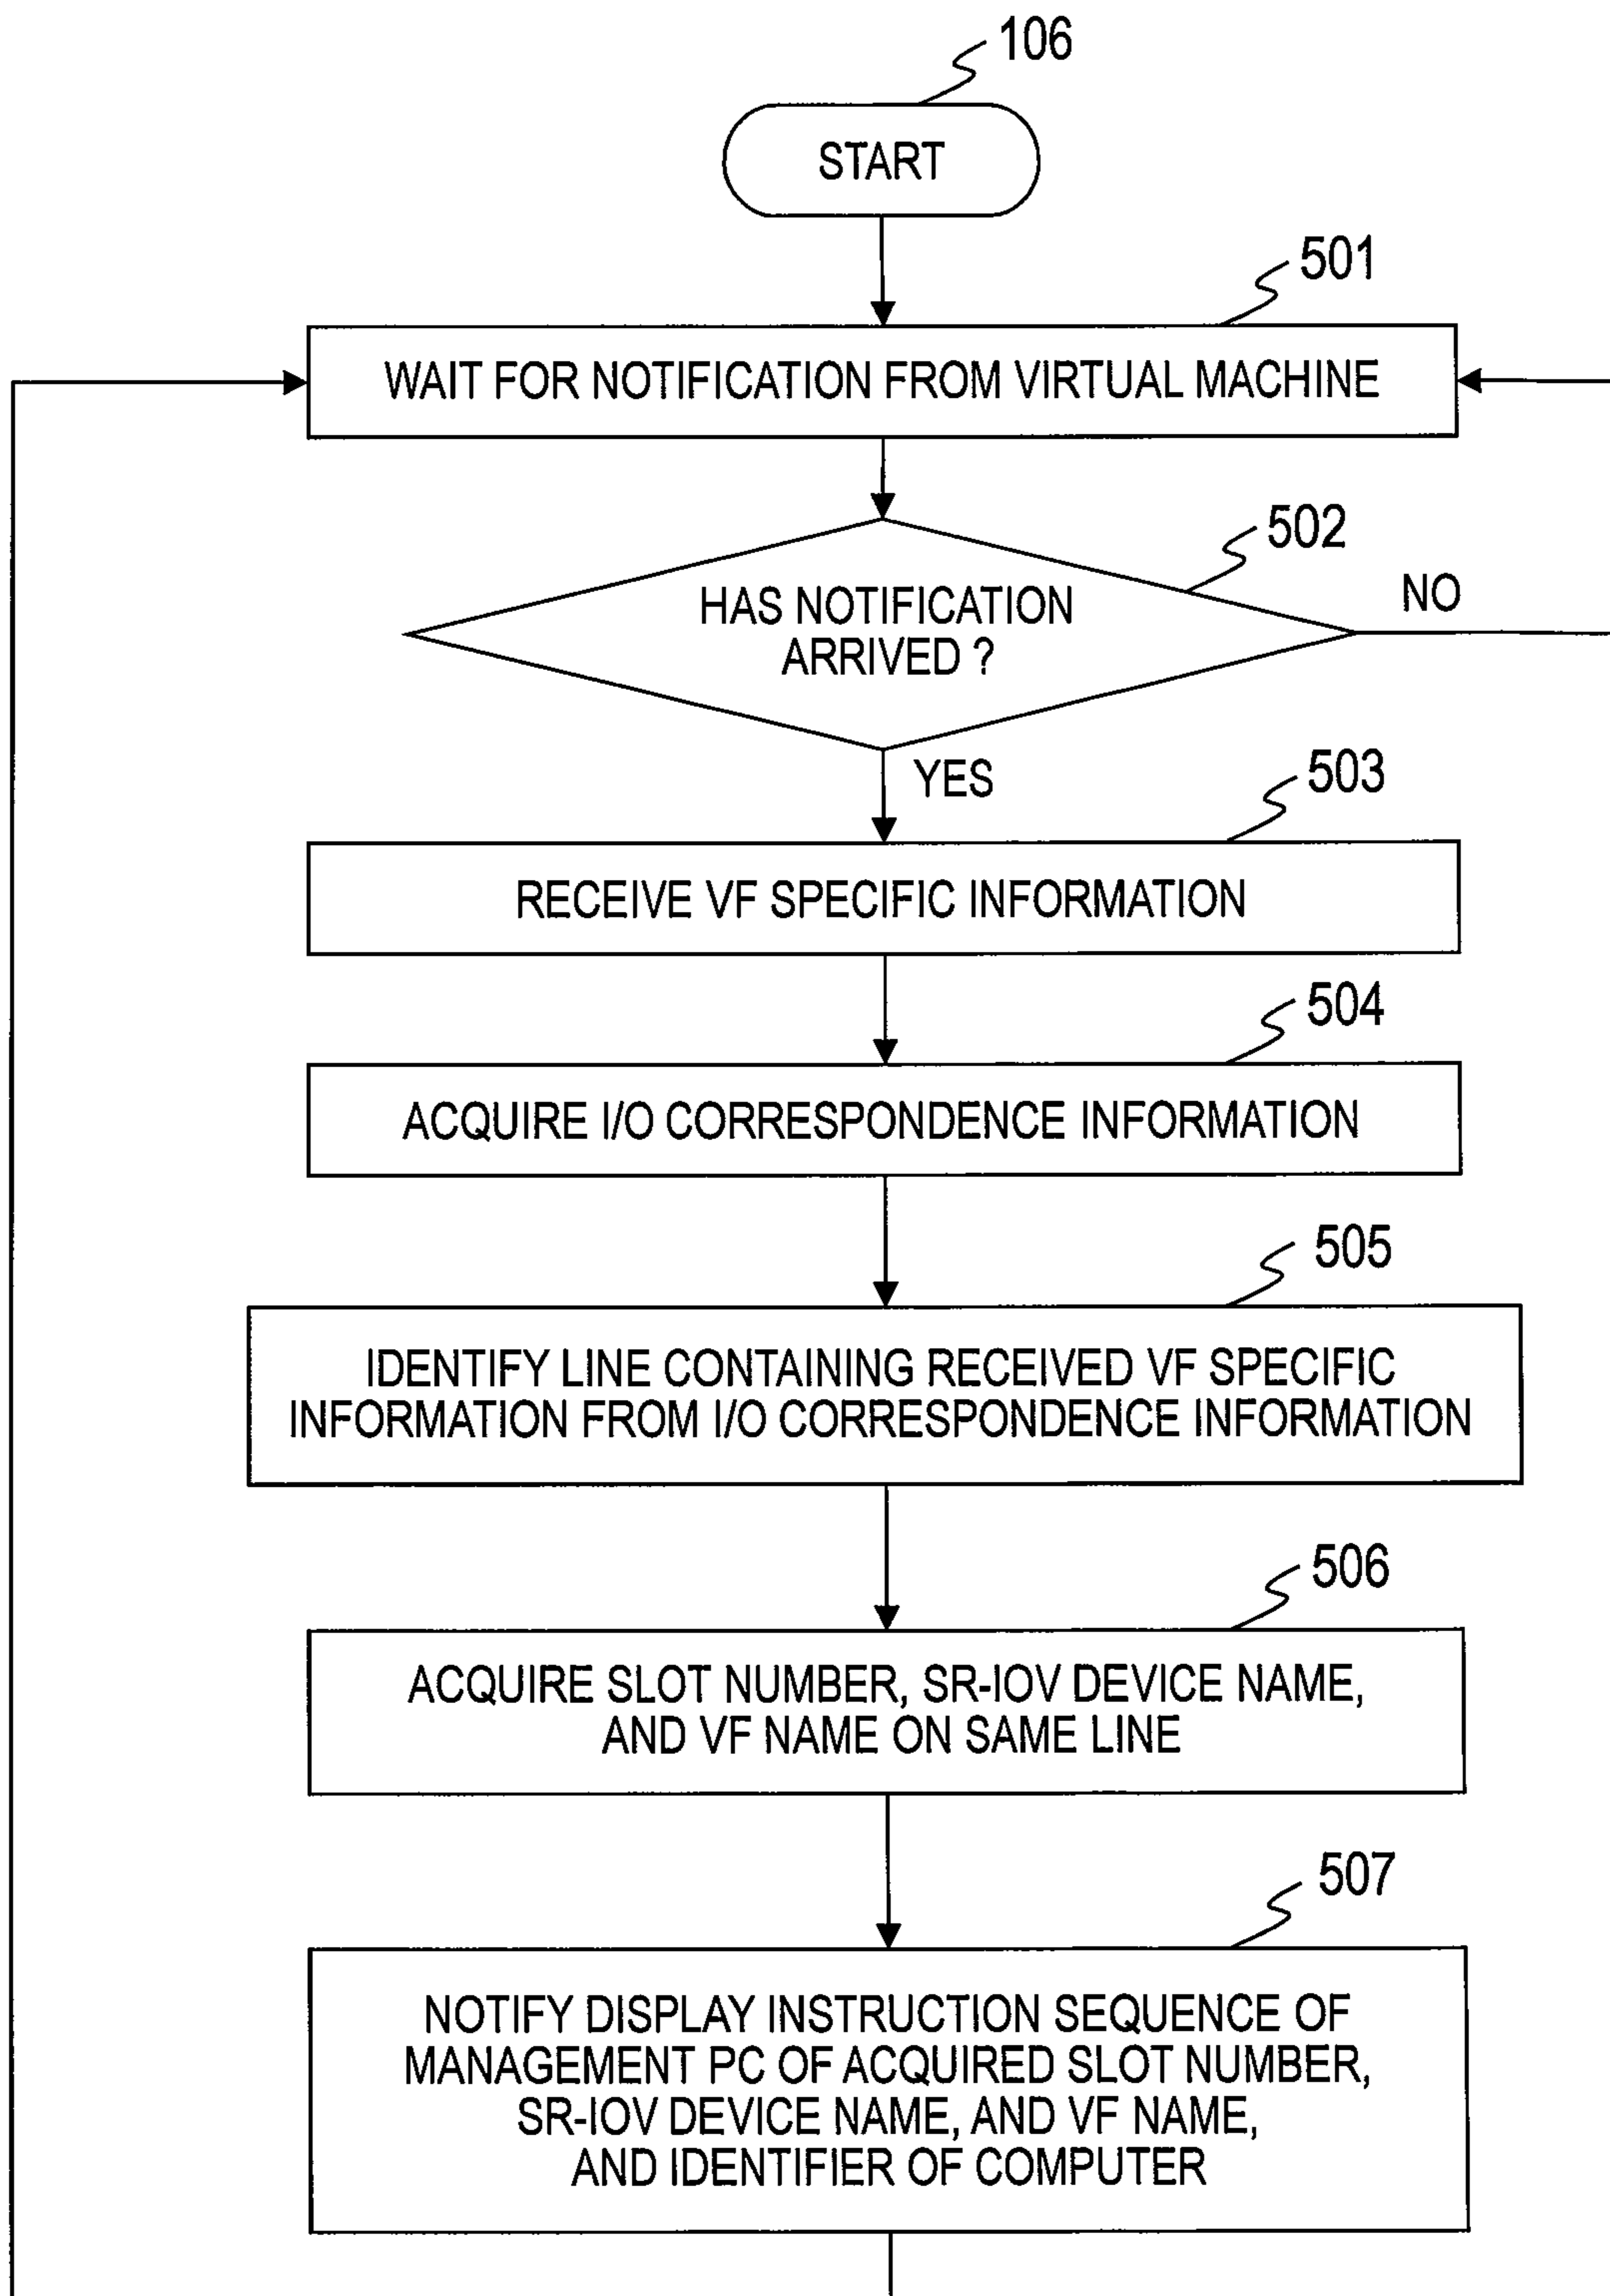 106
START
501
WAIT FOR NOTIFICATION FROM VIRTUAL MACHINE
502
HAS NOTIFICATION
ARRIVED ?
NO
YES
503
RECEIVE VF SPECIFIC INFORMATION
504
ACQUIRE I/O CORRESPONDENCE INFORMATION
505
IDENTIFY LINE CONTAINING RECEIVED VF SPECIFIC
INFORMATION FROM I/O CORRESPONDENCE INFORMATION
506
ACQUIRE SLOT NUMBER, SR-IOV DEVICE NAME,
AND VF NAME ON SAME LINE
507
NOTIFY DISPLAY INSTRUCTION SEQUENCE OF
MANAGEMENT PC OF ACQUIRED SLOT NUMBER,
SR-IOV DEVICE NAME, AND VF NAME,
AND IDENTIFIER OF COMPUTER